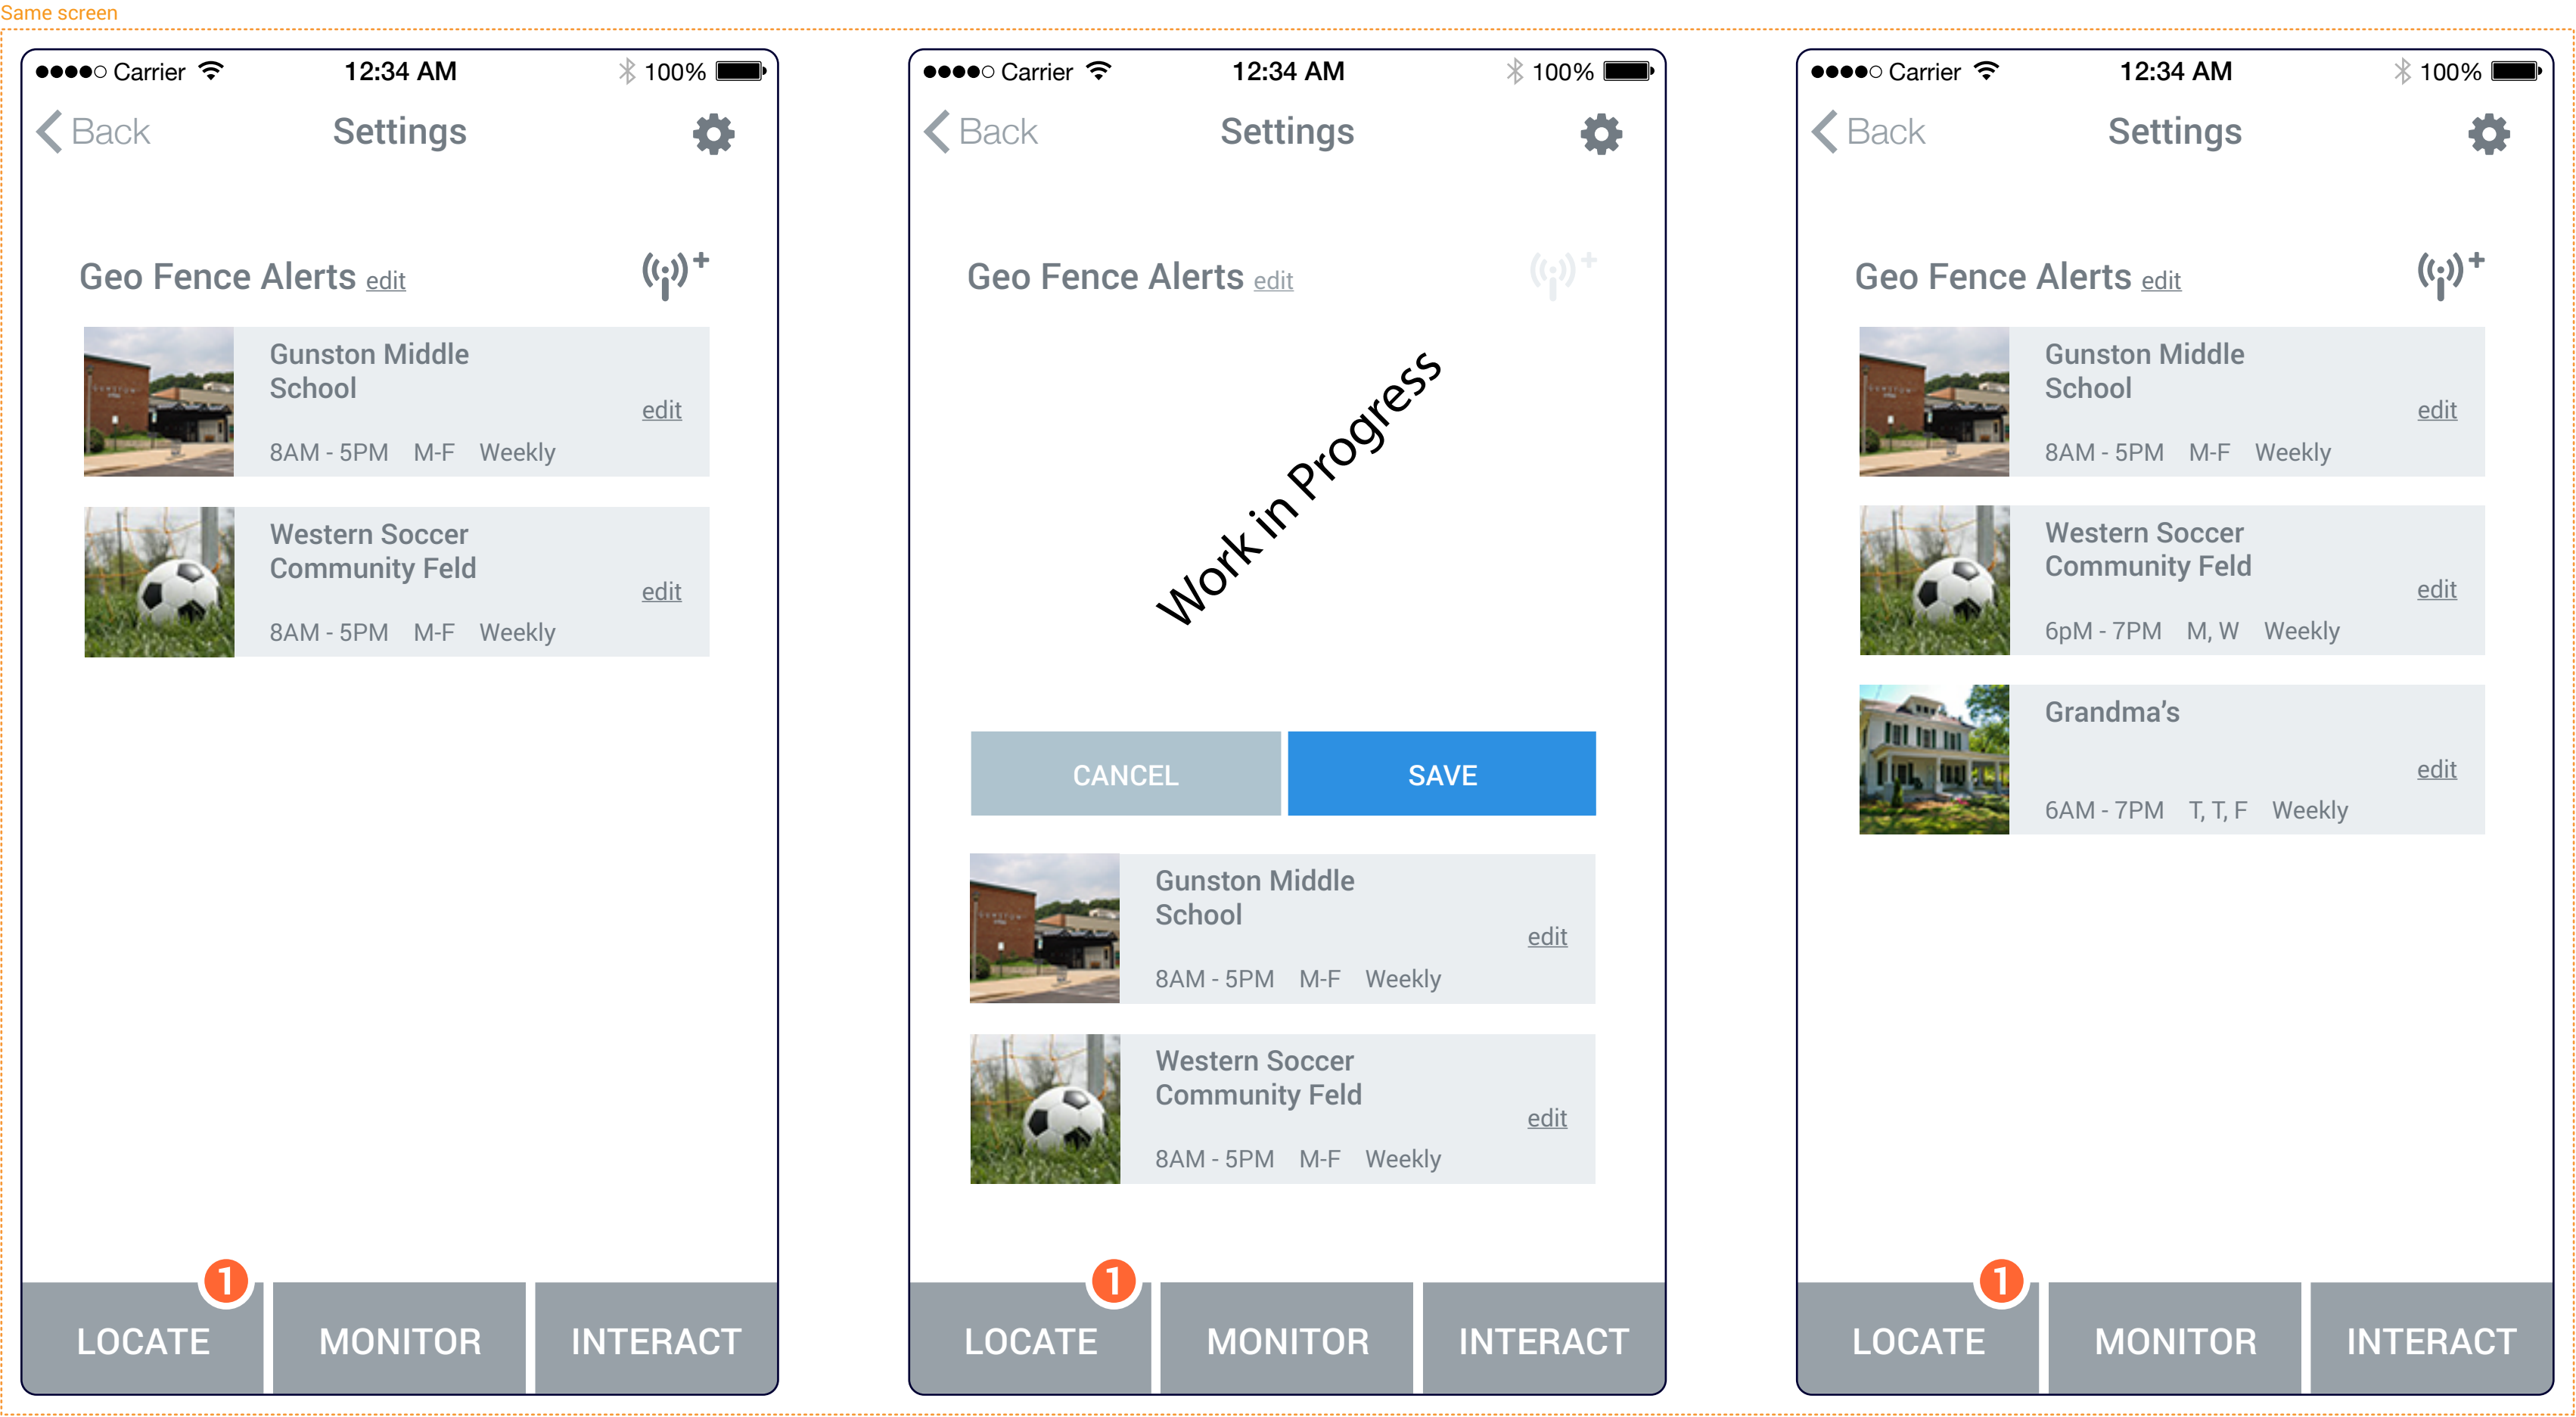 Same screen
Carrier 12:34 AM 100%
Back Settings
Geo Fence Alerts edit
Gunston Middle
School
edit
8AM - 5PM M-F Weekly
Western Soccer
Community Feld
edit
8AM - 5PM M-F Weekly
1
LOCATE MONITOR INTERACT
Carrier 12:34 AM 100%
Back Settings
Geo Fence Alerts edit
Work in Progress
CANCEL SAVE
Gunston Middle
School
edit
8AM - 5PM M-F Weekly
Western Soccer
Community Feld
edit
8AM - 5PM M-F Weekly
1
LOCATE MONITOR INTERACT
Carrier 12:34 AM 100%
Back Settings
Geo Fence Alerts edit
Gunston Middle
School
edit
8AM - 5PM M-F Weekly
Western Soccer
Community Feld
edit
6pM - 7PM M, W Weekly
Grandma's
edit
6AM - 7PM T, T, F Weekly
1
LOCATE MONITOR INTERACT